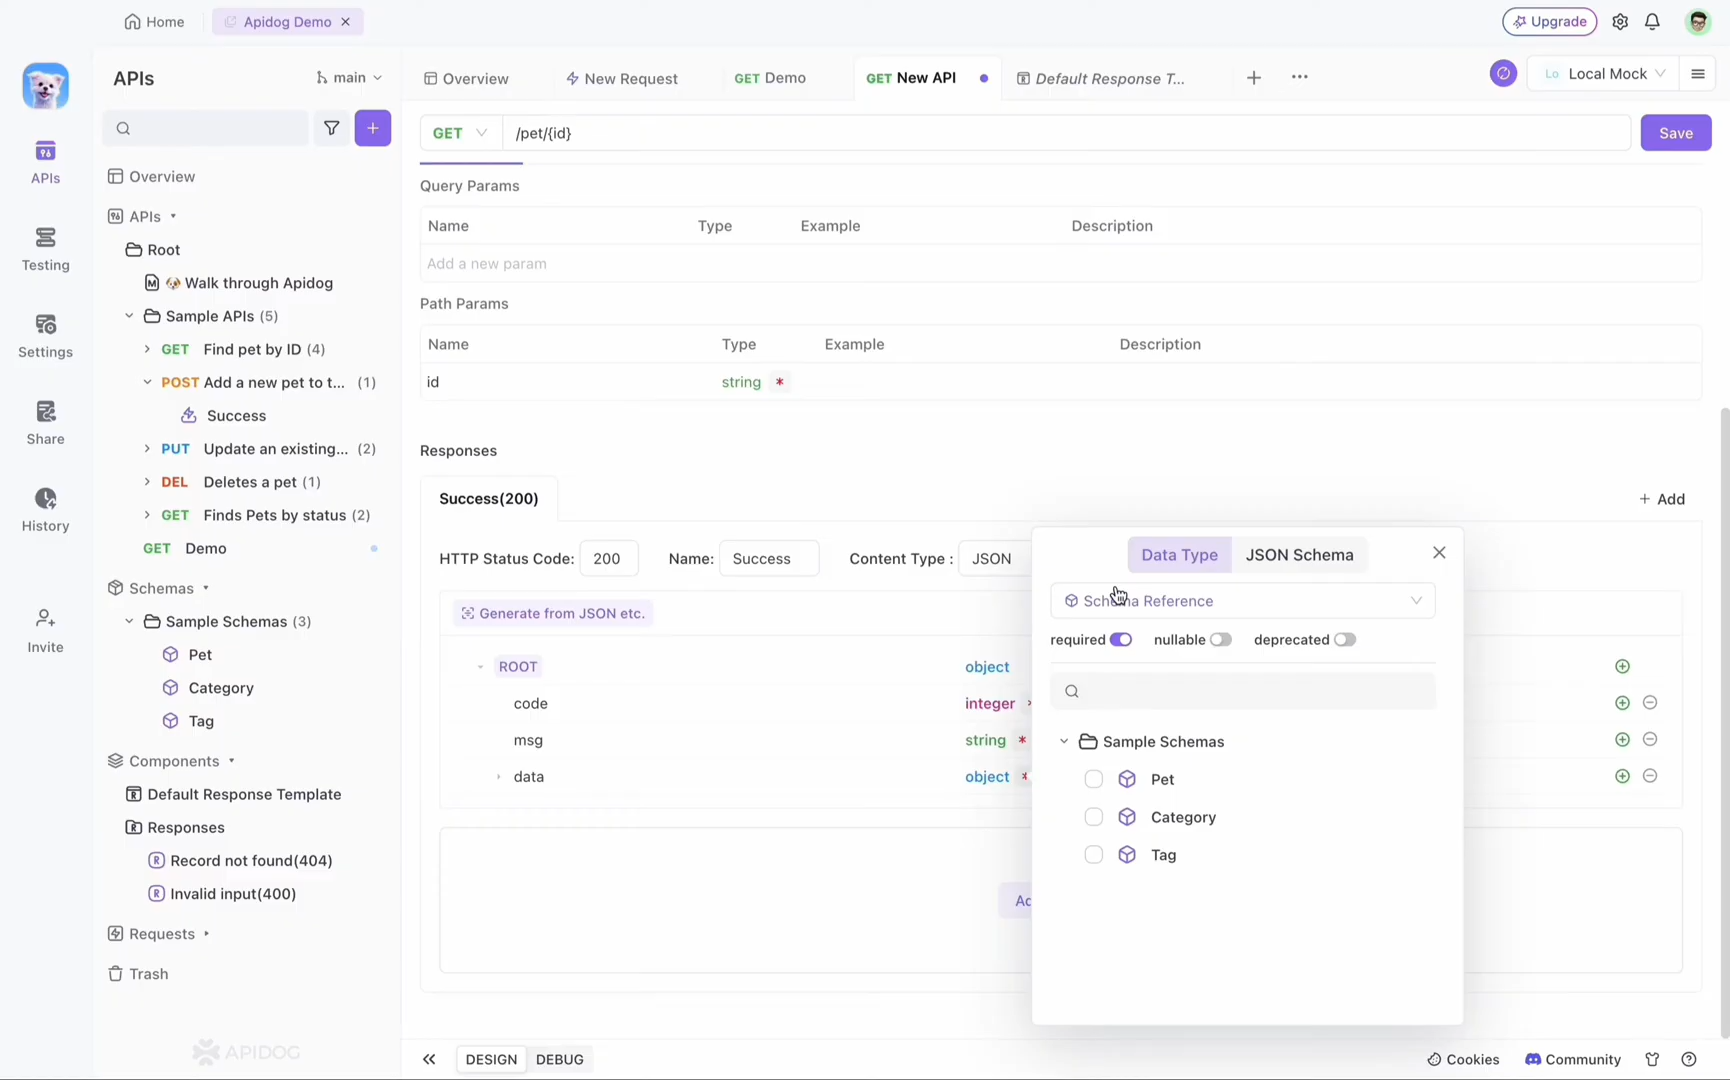 Home
Apidog Demo
Upgrade
APIs
main
Overview
New Request
GET Demo
GET New API
Default Response T...
Lo Local Mock
GET
/pet/{id}
Save
APIs
Testing
Settings
Share
History
Invite
Overview
APIs
Root
Walk through Apidog
Sample APIs (5)
GET Find pet by ID (4)
POST Add a new pet to t... (1)
Success
PUT Update an existing... (2)
DEL Deletes a pet (1)
GET Finds Pets by status (2)
GET Demo
Schemas
Sample Schemas (3)
Pet
Category
Tag
Components
Default Response Template
Responses
Record not found(404)
Invalid input(400)
Requests
Trash
APIDOG
Query Params
Name Type Example Description
Add a new param
Path Params
Name Type Example Description
id string *
Responses
Success(200)
+ Add
HTTP Status Code: 200 Name: Success Content Type : JSON
Generate from JSON etc.
ROOT object
code integer
msg string *
data object *
Data Type JSON Schema
Schema Reference
required nullable deprecated
Sample Schemas
Pet
Category
Tag
DESIGN DEBUG
Cookies Community